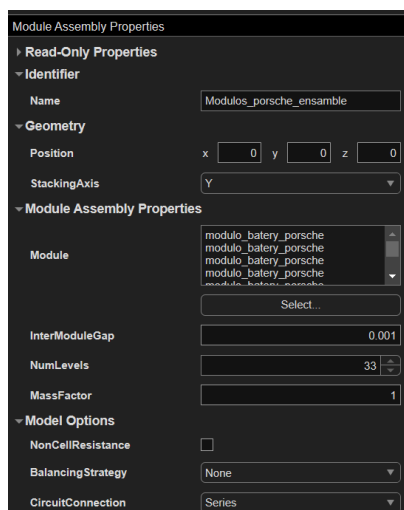 Module Assembly Properties
Read-Only Properties
Identifier
Name Modulos_porsche_ensamble
Geometry
Position x 0 y 0 z 0
StackingAxis Y
Module Assembly Properties
modulo_batery_porsche
modulo_batery_porsche
Module modulo_batery_porsche
modulo_batery_porsche
modulo_batery_porsche
Select...
InterModuleGap 0.001
NumLevels 33
MassFactor 1
Model Options
NonCellResistance
BalancingStrategy None
CircuitConnection Series